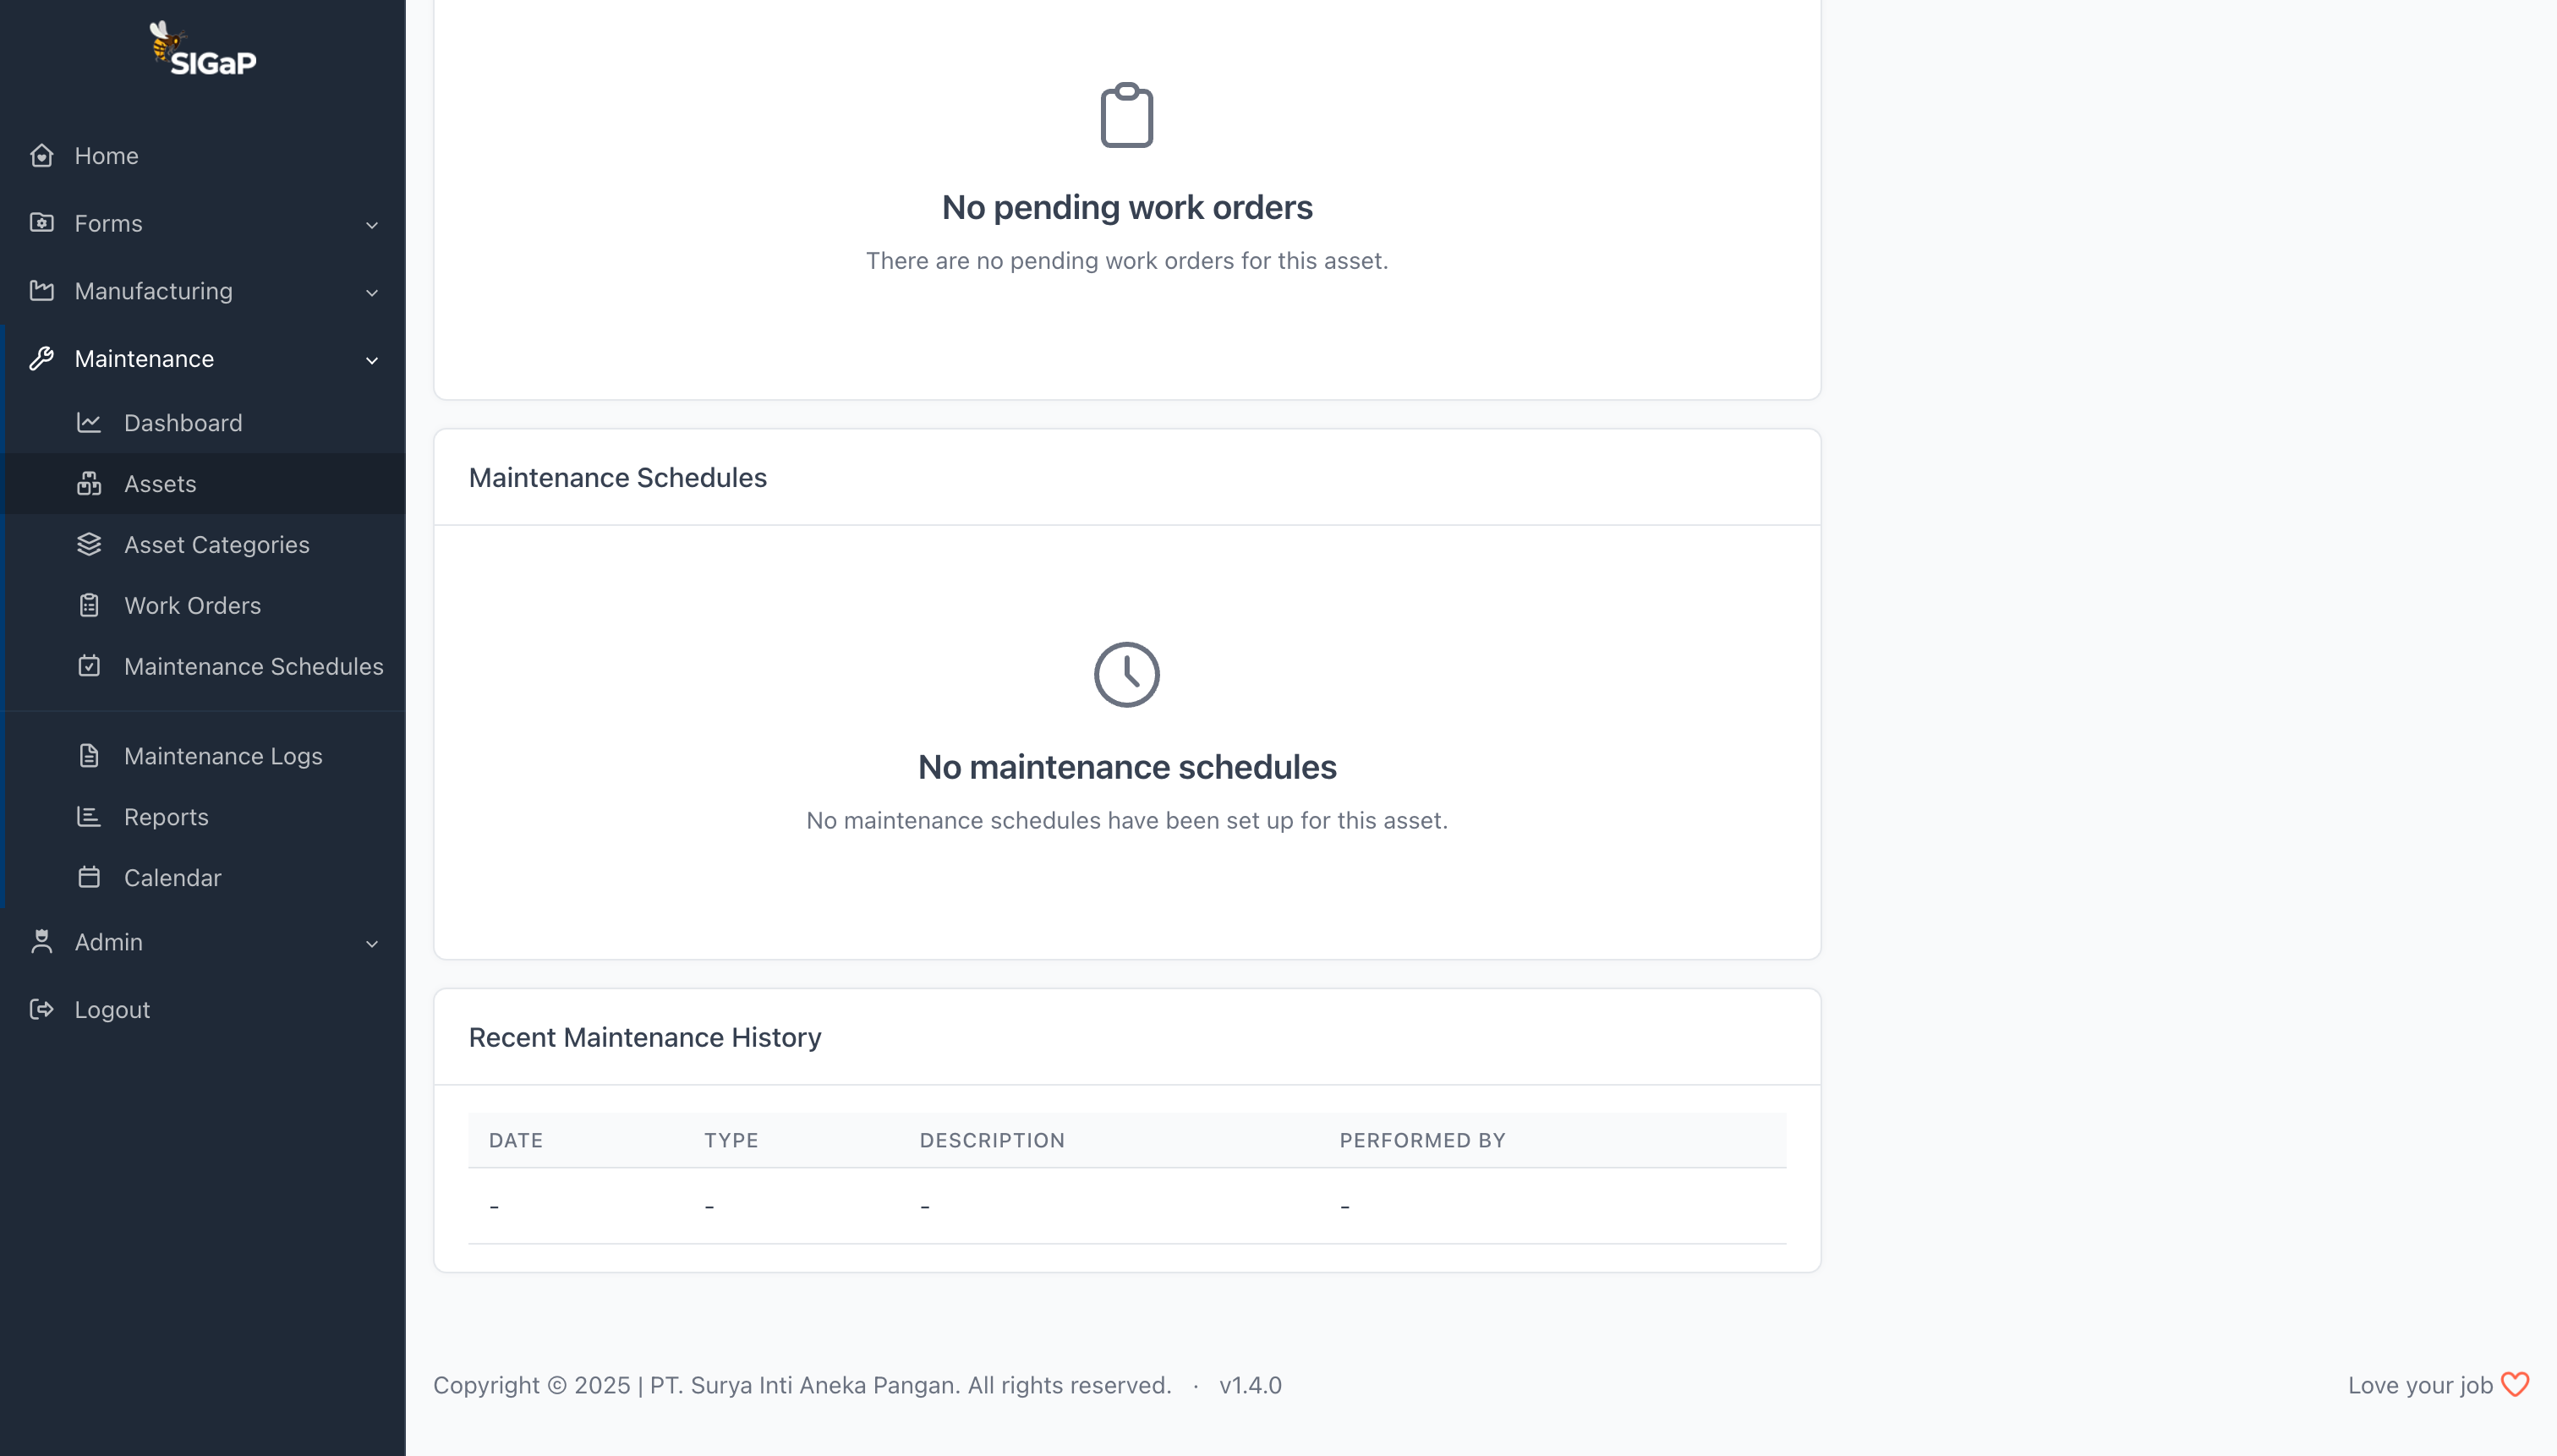 SIGaP
Home
Forms
Manufacturing
Maintenance
Dashboard
Assets
Asset Categories
Work Orders
Maintenance Schedules
Maintenance Logs
Reports
Calendar
Admin
Logout
No pending work orders
There are no pending work orders for this asset.
Maintenance Schedules
No maintenance schedules
No maintenance schedules have been set up for this asset.
Recent Maintenance History
DATE TYPE DESCRIPTION PERFORMED BY
- - - -
Copyright © 2025 | PT. Surya Inti Aneka Pangan. All rights reserved. · v1.4.0
Love your job